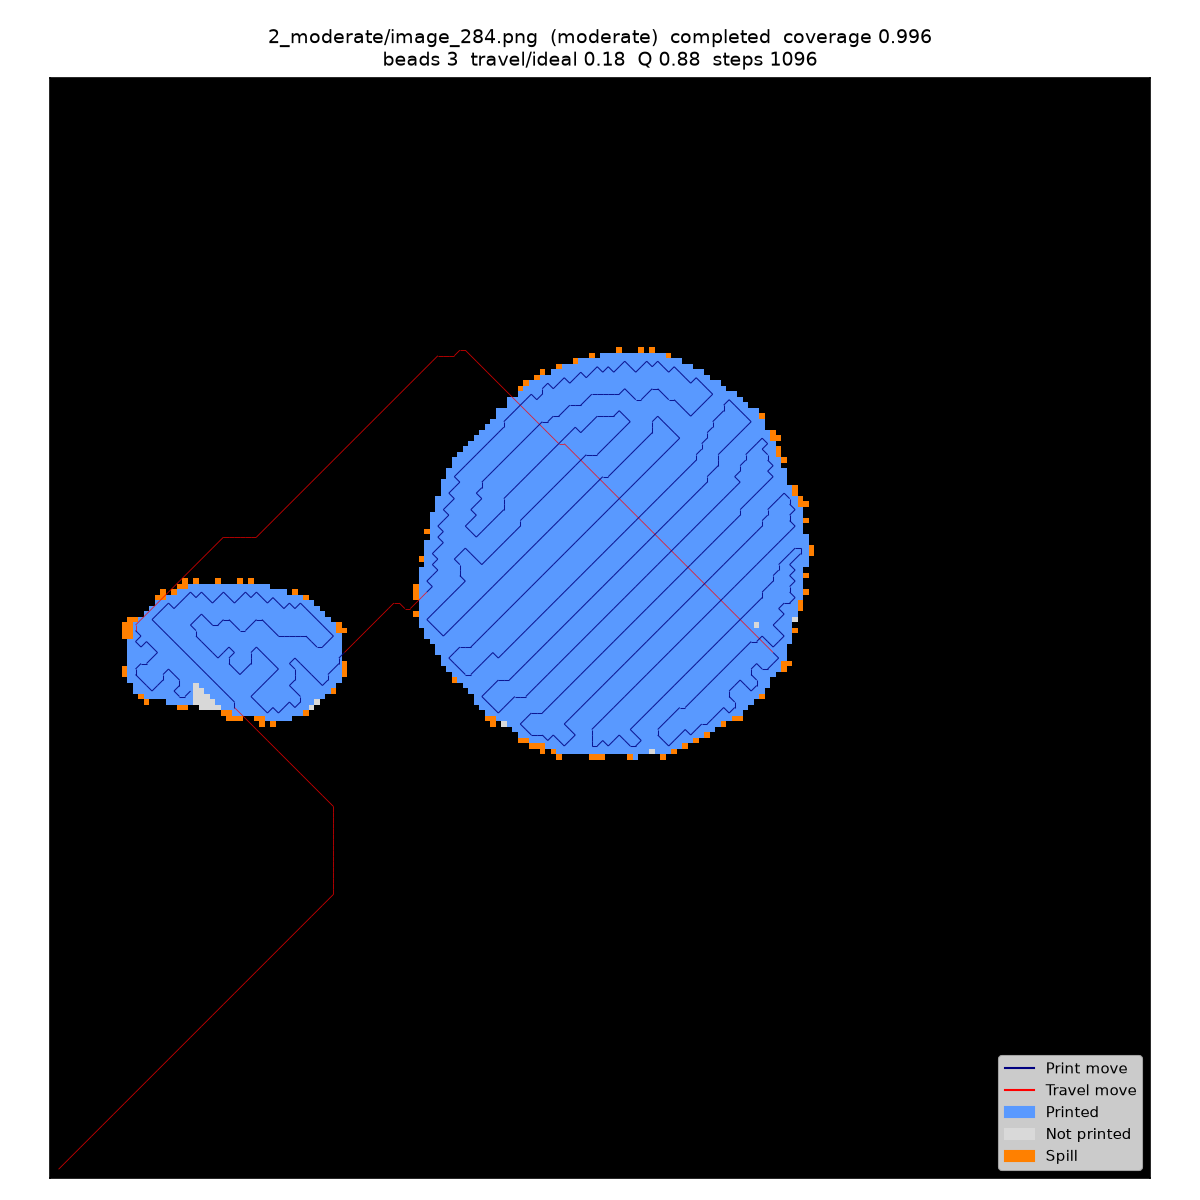 2_moderate/image_284.png  (moderate)  completed  coverage 0.996
beads 3  travel/ideal 0.18  Q 0.88  steps 1096
Print move
Travel move
Printed
Not printed
Spill